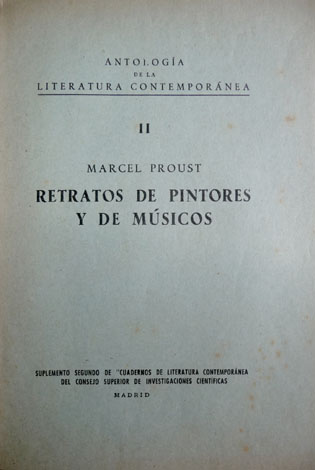 ANTOLOGÍA
DE LA
LITERATURA CONTEMPORÁNEA
II
MARCEL PROUST
RETRATOS DE PINTORES
Y DE MÚSICOS
SUPLEMENTO SEGUNDO DE "CUADERNOS DE LITERATURA CONTEMPORÁNEA
DEL CONSEJO SUPERIOR DE INVESTIGACIONES CIENTIFICAS
MADRID